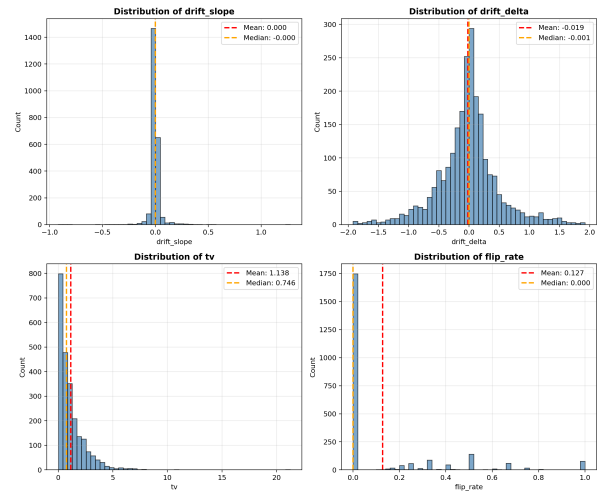 Distribution of drift_slope
Mean: 0.000
Median: -0.000
Count
0
200
400
600
800
1000
1200
1400
−1.0
−0.5
0.0
0.5
1.0
drift_slope
Distribution of drift_delta
Mean: -0.019
Median: -0.001
Count
0
50
100
150
200
250
300
−2.0
−1.5
−1.0
−0.5
0.0
0.5
1.0
1.5
2.0
drift_delta
Distribution of tv
Mean: 1.138
Median: 0.746
Count
0
100
200
300
400
500
600
700
800
0
5
10
15
20
tv
Distribution of flip_rate
Mean: 0.127
Median: 0.000
Count
0
250
500
750
1000
1250
1500
1750
0.0
0.2
0.4
0.6
0.8
1.0
flip_rate